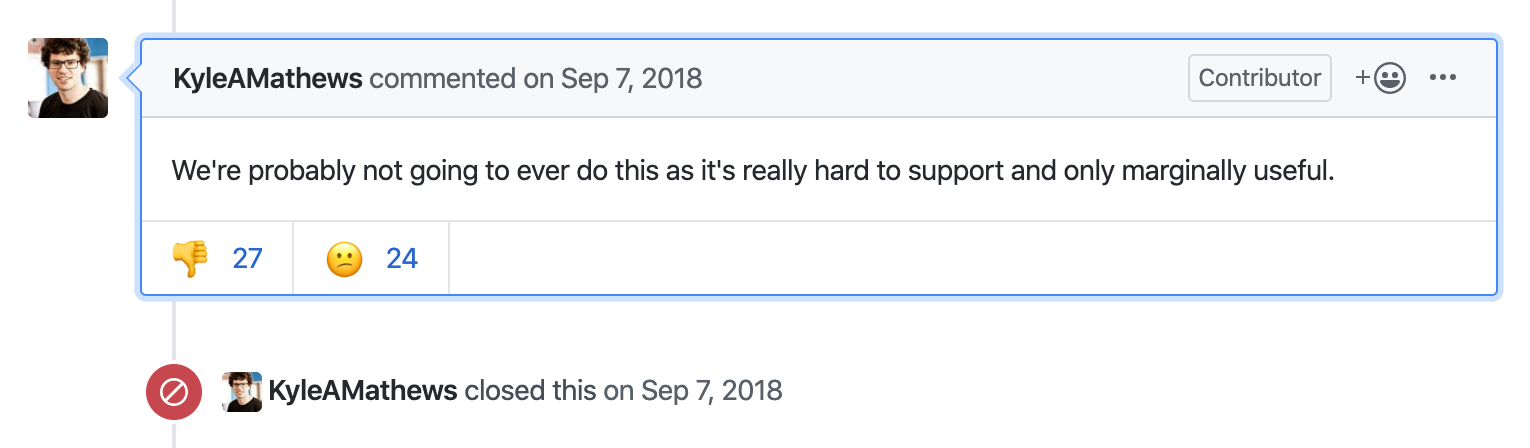 KyleAMathews commented on Sep 7, 2018 Contributor +
We're probably not going to ever do this as it's really hard to support and only marginally useful.
27 24
KyleAMathews closed this on Sep 7, 2018